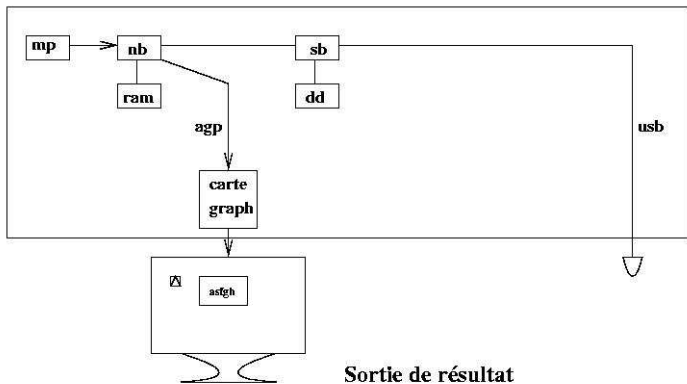 mp
nb
sb
ram
dd
agp
usb
carte
graph
asfgh
Sortie de résultat